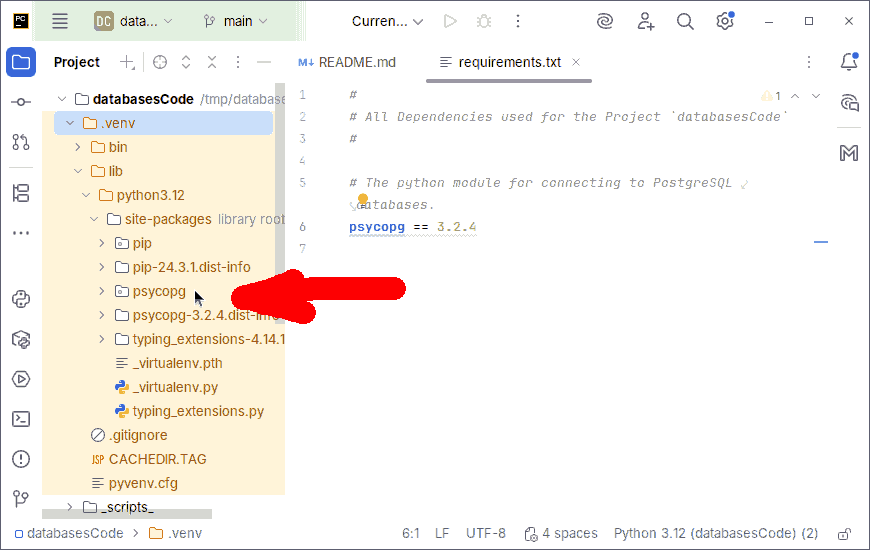 PC
DC data...
main
Curren...
Project
README.md
requirements.txt
databasesCode /tmp/database
.venv
bin
lib
python3.12
site-packages library root
pip
pip-24.3.1.dist-info
psycopg
psycopg-3.2.4.dist-info
typing_extensions-4.14.1
_virtualenv.pth
_virtualenv.py
typing_extensions.py
.gitignore
JSP CACHEDIR.TAG
pyvenv.cfg
_scripts_
1 #
2 # All Dependencies used for the Project `databasesCode`
3 #
4
5 # The python module for connecting to PostgreSQL
databases.
6 psycopg == 3.2.4
7
1
databasesCode > .venv
6:1 LF UTF-8 4 spaces Python 3.12 (databasesCode) (2)